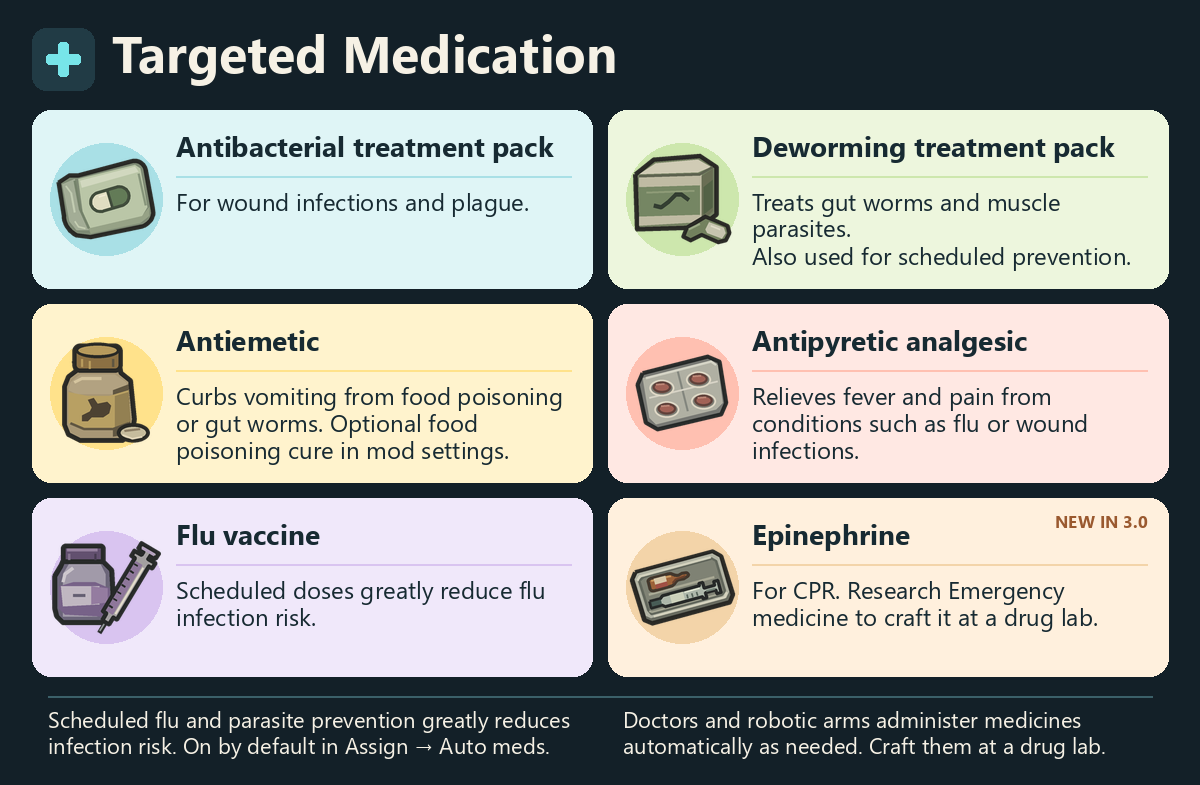 Targeted Medication
Antibacterial treatment pack
For wound infections and plague.
Deworming treatment pack
Treats gut worms and muscle
parasites.
Also used for scheduled prevention.
Antiemetic
Curbs vomiting from food poisoning
or gut worms. Optional food
poisoning cure in mod settings.
Antipyretic analgesic
Relieves fever and pain from
conditions such as flu or wound
infections.
Flu vaccine
Scheduled doses greatly reduce flu
infection risk.
NEW IN 3.0
Epinephrine
For CPR. Research Emergency
medicine to craft it at a drug lab.
Scheduled flu and parasite prevention greatly reduces
infection risk. On by default in Assign → Auto meds.
Doctors and robotic arms administer medicines
automatically as needed. Craft them at a drug lab.